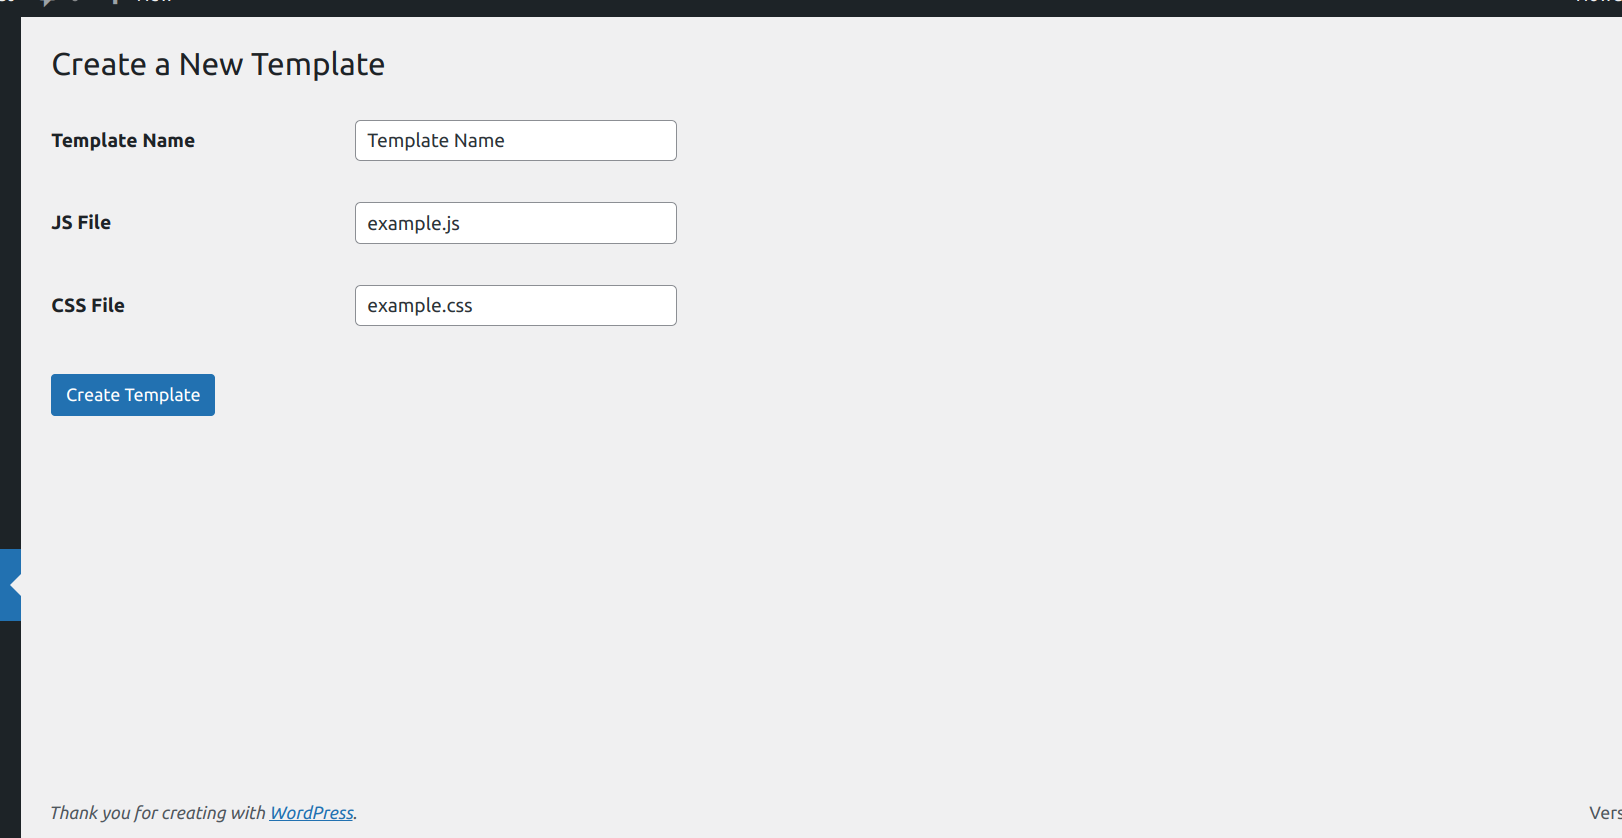 Create a New Template
Template Name
Template Name
JS File
example.js
CSS File
example.css
Create Template
Thank you for creating with WordPress.